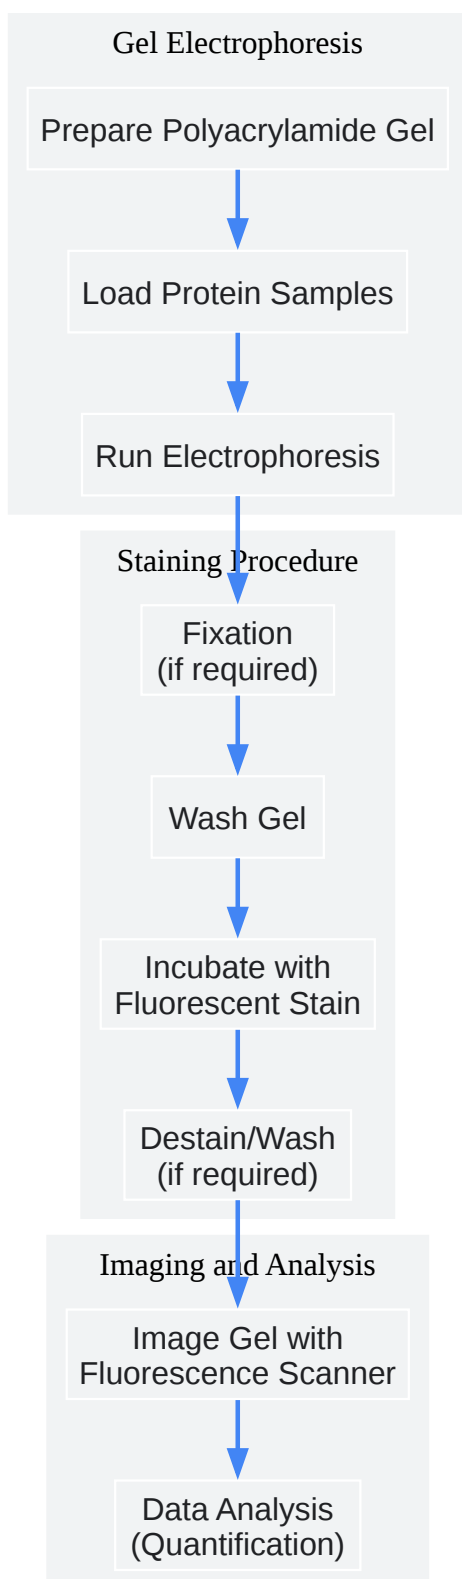 Gel Electrophoresis
Prepare Polyacrylamide Gel
Load Protein Samples
Run Electrophoresis
Staining Procedure
Fixation
(if required)
Wash Gel
Incubate with
Fluorescent Stain
Destain/Wash
(if required)
Imaging and Analysis
Image Gel with
Fluorescence Scanner
Data Analysis
(Quantification)